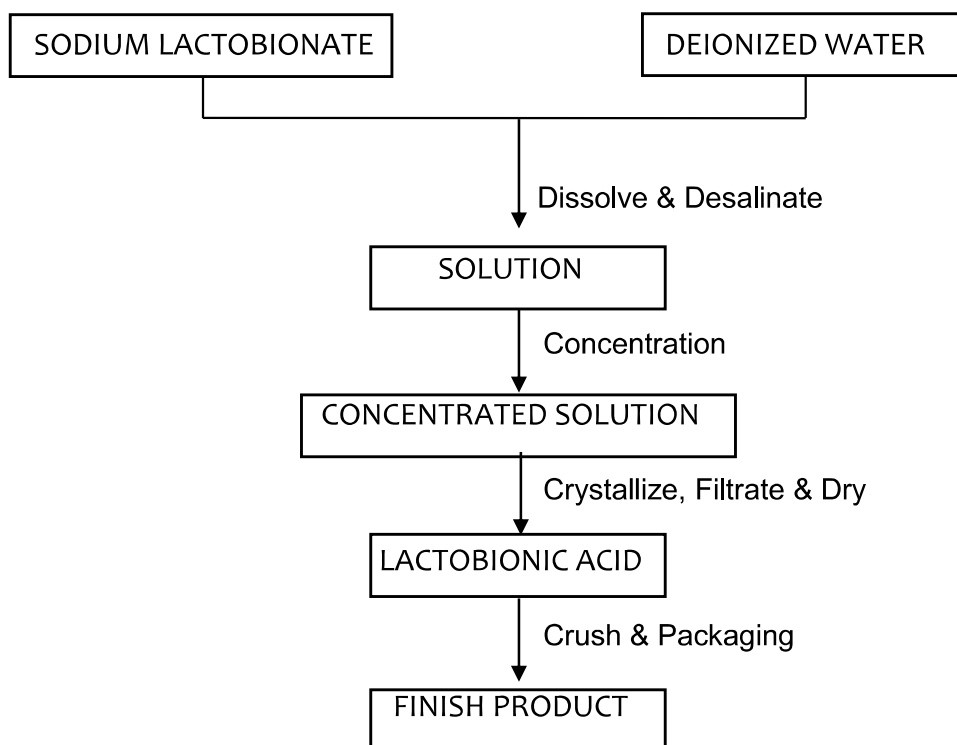 SODIUM LACTOBIONATE
DEIONIZED WATER
Dissolve & Desalinate
SOLUTION
Concentration
CONCENTRATED SOLUTION
Crystallize, Filtrate & Dry
LACTOBIONIC ACID
Crush & Packaging
FINISH PRODUCT